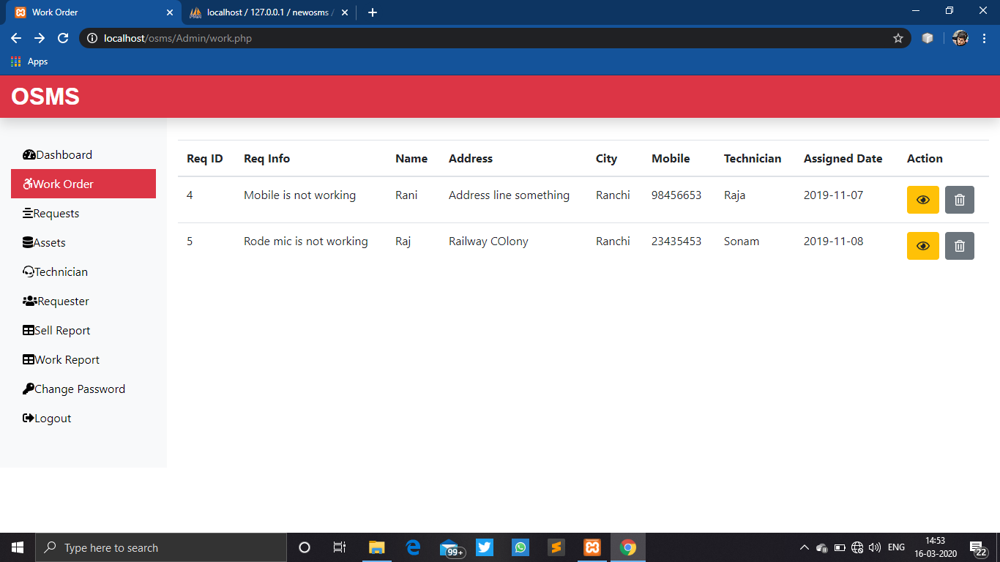 Work Order
localhost / 127.0.0.1 / newosms /
localhost/osms/Admin/work.php
Apps
OSMS
Dashboard
Work Order
Requests
Assets
Technician
Requester
Sell Report
Work Report
Change Password
Logout
Req ID Req Info Name Address City Mobile Technician Assigned Date Action
4 Mobile is not working Rani Address line something Ranchi 98456653 Raja 2019-11-07
5 Rode mic is not working Raj Railway COlony Ranchi 23435453 Sonam 2019-11-08
Type here to search
99+
ENG
14:53
16-03-2020
22